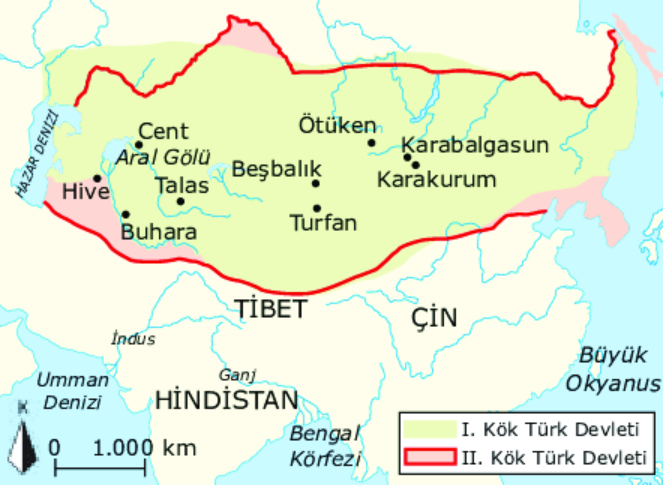 HAZAR DENİZİ
Cent
Aral Gölü
Ötüken
Karabalgasun
Karakurum
Beşbalık
Hive
Talas
Turfan
Buhara
TİBET
ÇİN
İndus
Ganj
HİNDİSTAN
Umman
Denizi
Bengal
Körfezi
Büyük
Okyanus
K
0 1.000 km
I. Kök Türk Devleti
II. Kök Türk Devleti